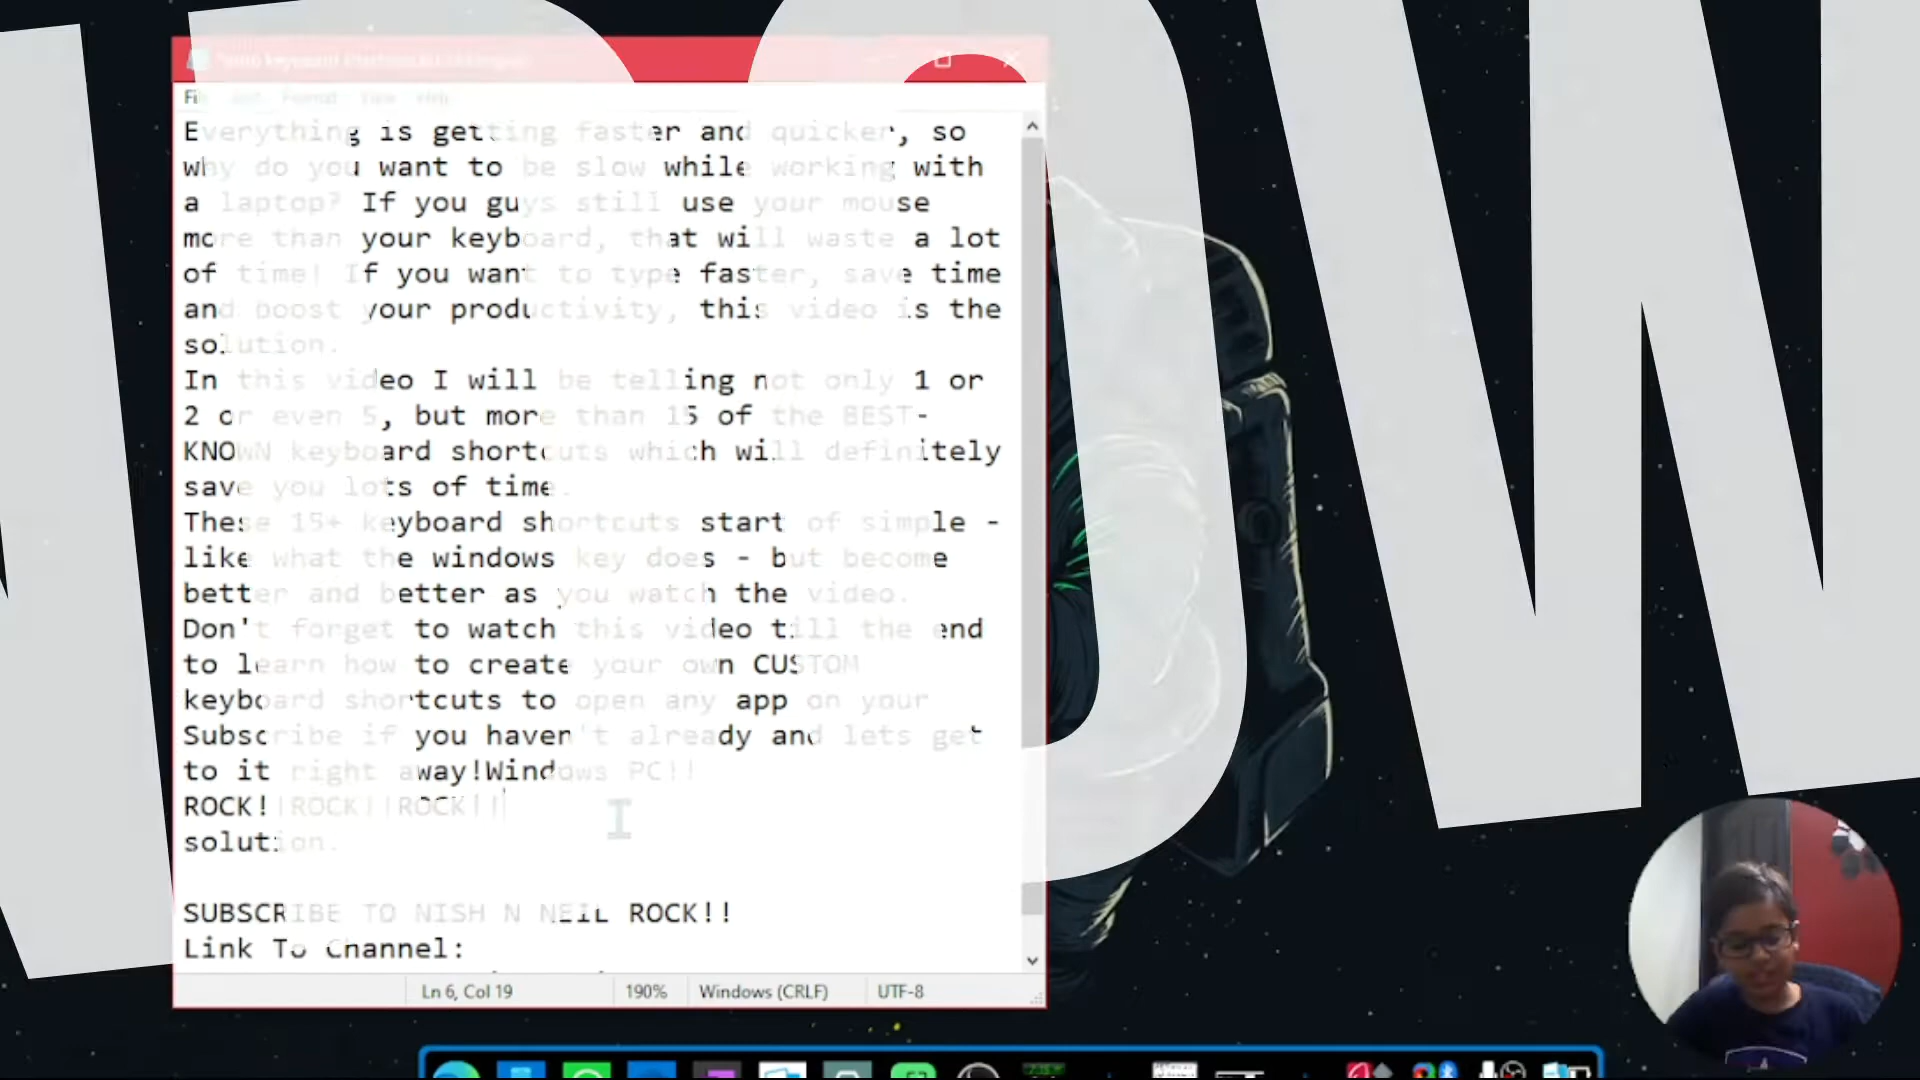 File Edit Format View Help
Everything is getting faster and quicker, so
why do you want to be slow while working with
a laptop? If you guys still use your mouse
more than your keyboard, that will waste a lot
of time! If you want to type faster, save time
and boost your productivity, this video is the
solution.
In this video I will be telling not only 1 or
2 or even 5, but more than 15 of the BEST-
KNOWN keyboard shortcuts which will definitely
save you lots of time.
These 15+ keyboard shortcuts start of simple -
like what the windows key does - but become
better and better as you watch the video.
Don't forget to watch this video till the end
to learn how to create your own CUSTOM
keyboard shortcuts to open any app on your
Subscribe if you haven't already and lets get
to it right away!Windows PC!!
ROCK!!ROCK!!ROCK!!
solution.
SUBSCRIBE TO NISH N NEIL ROCK!!
Link To Channel:
Ln 6, Col 19 190% Windows (CRLF) UTF-8